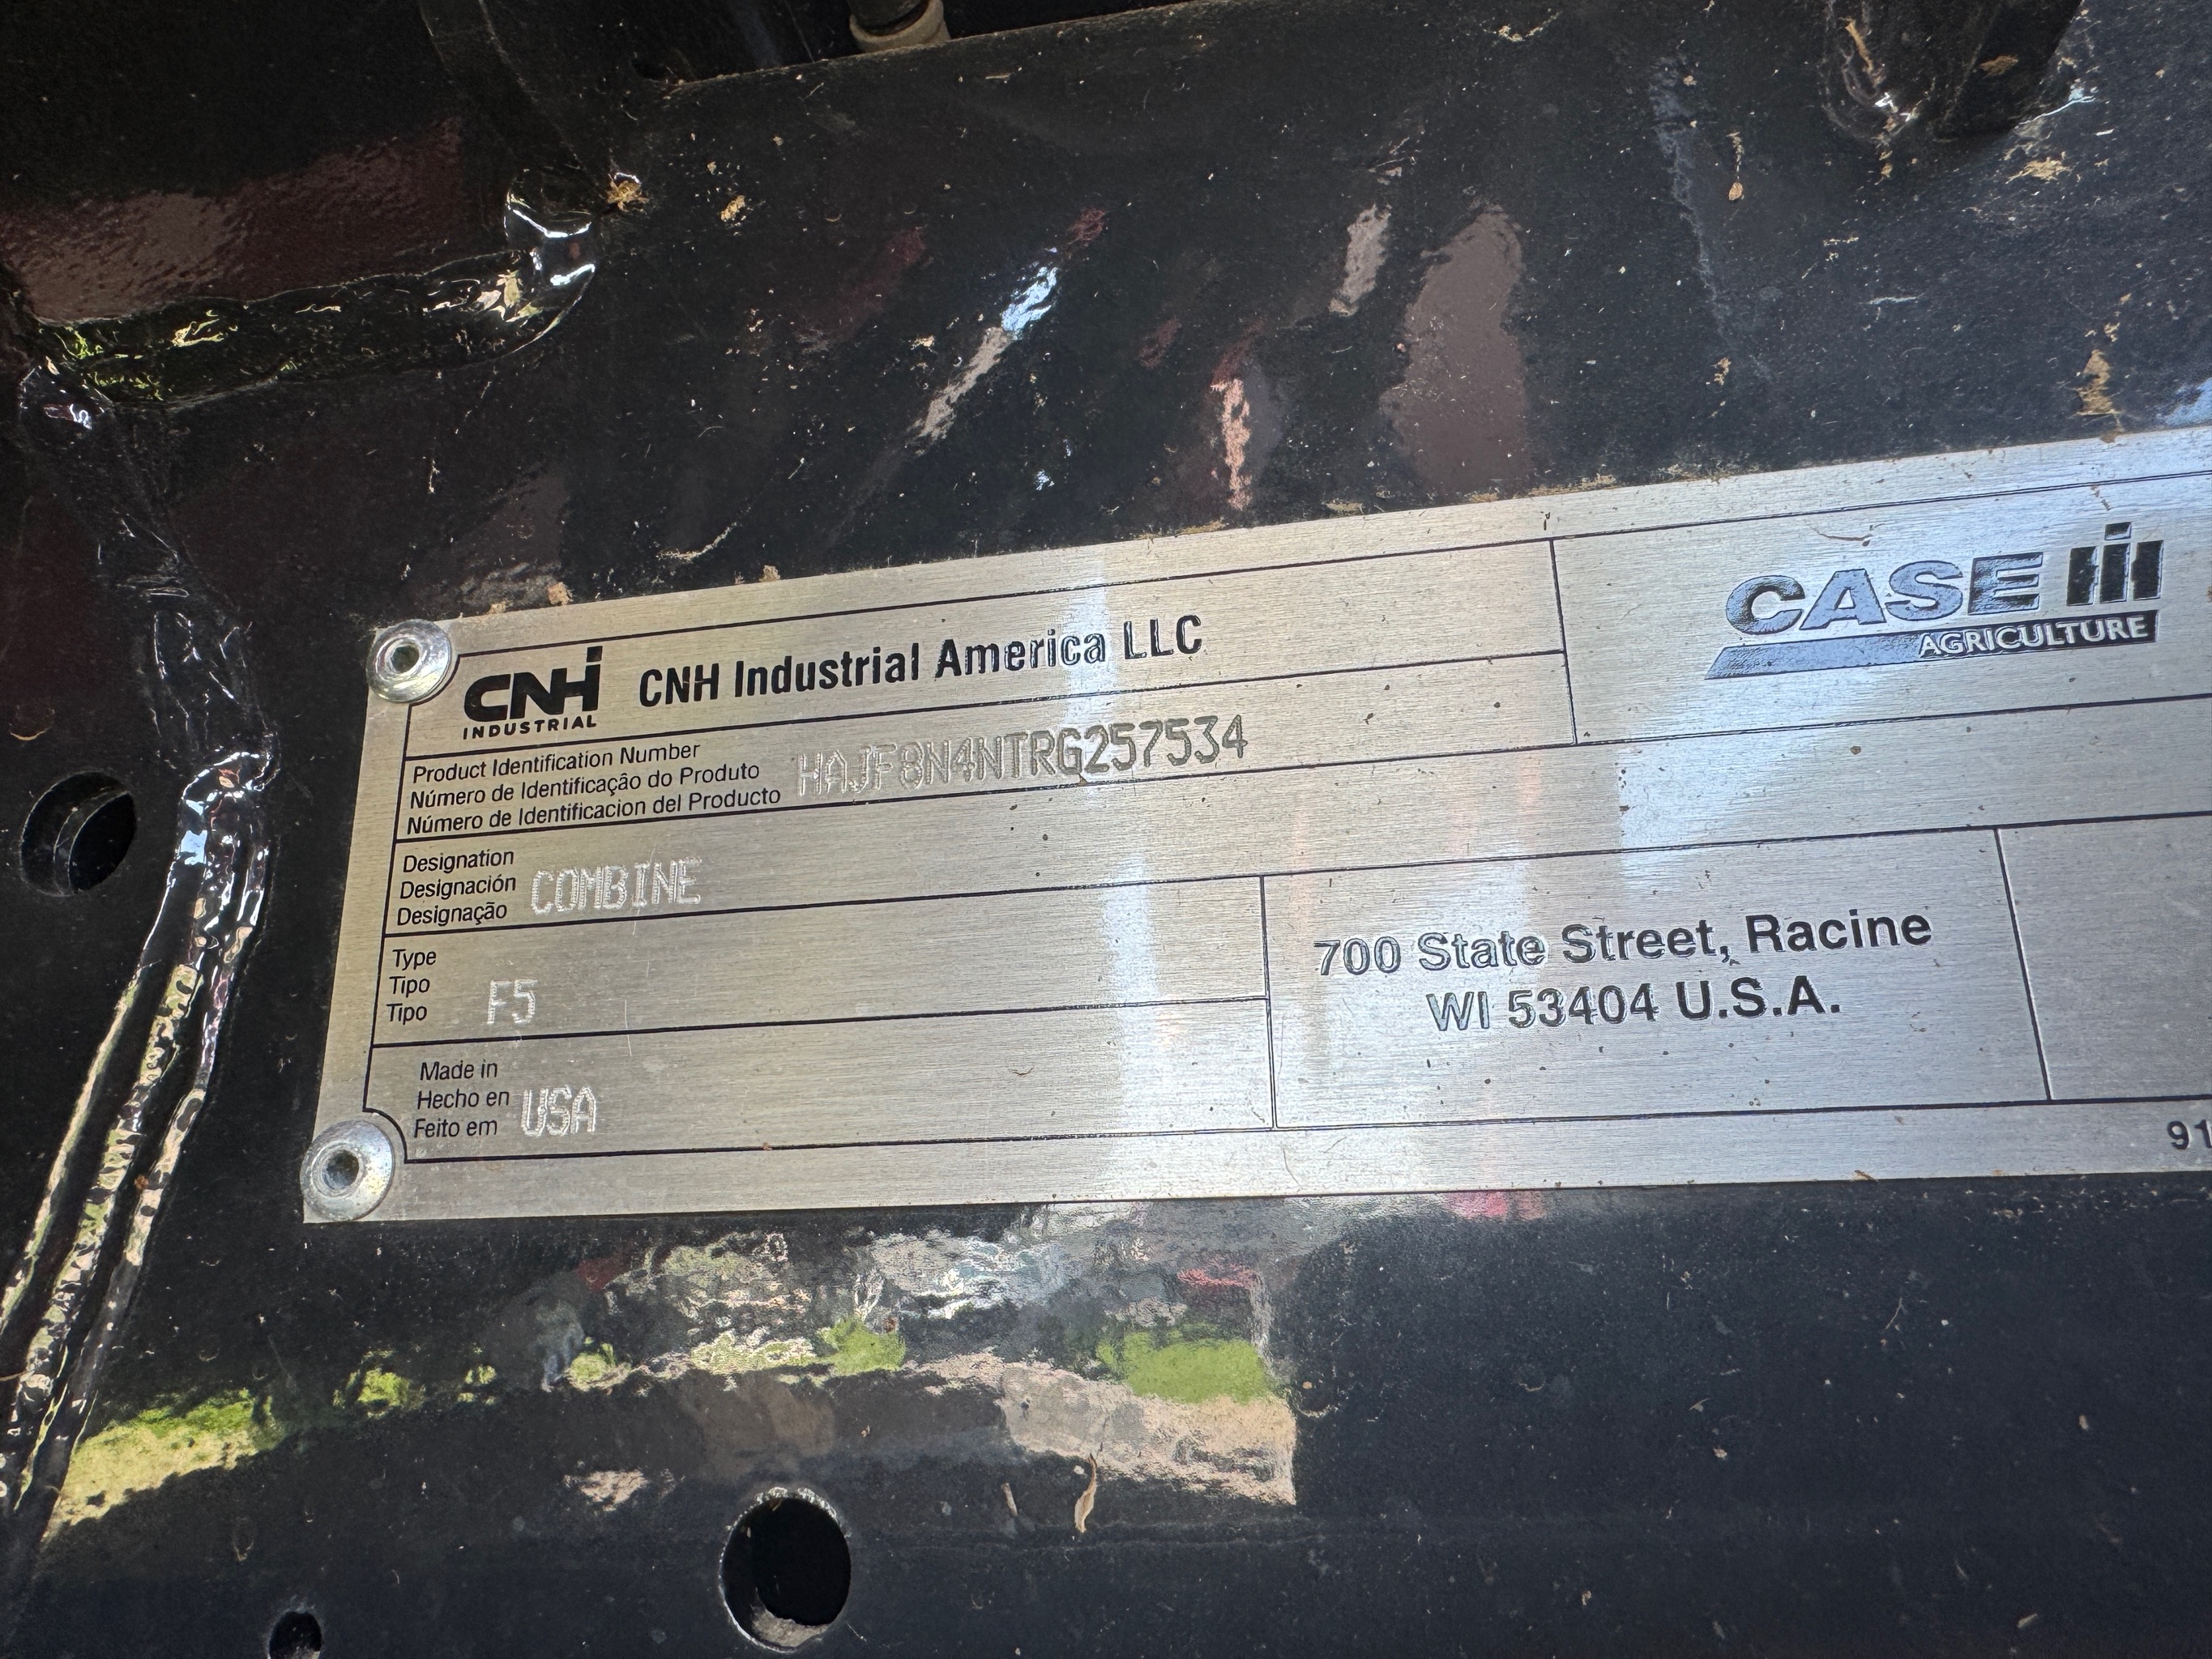 CNH
INDUSTRIAL
CNH Industrial America LLC
CASE IH
AGRICULTURE
Product Identification Number
Número de Identificação do Produto
Número de Identificacion del Producto
HAJF8N4NTRG257534
Designation
Designación
Designação
COMBINE
Type
Tipo
Tipo
F5
700 State Street, Racine
WI 53404 U.S.A.
Made in
Hecho en
Feito em
USA
91